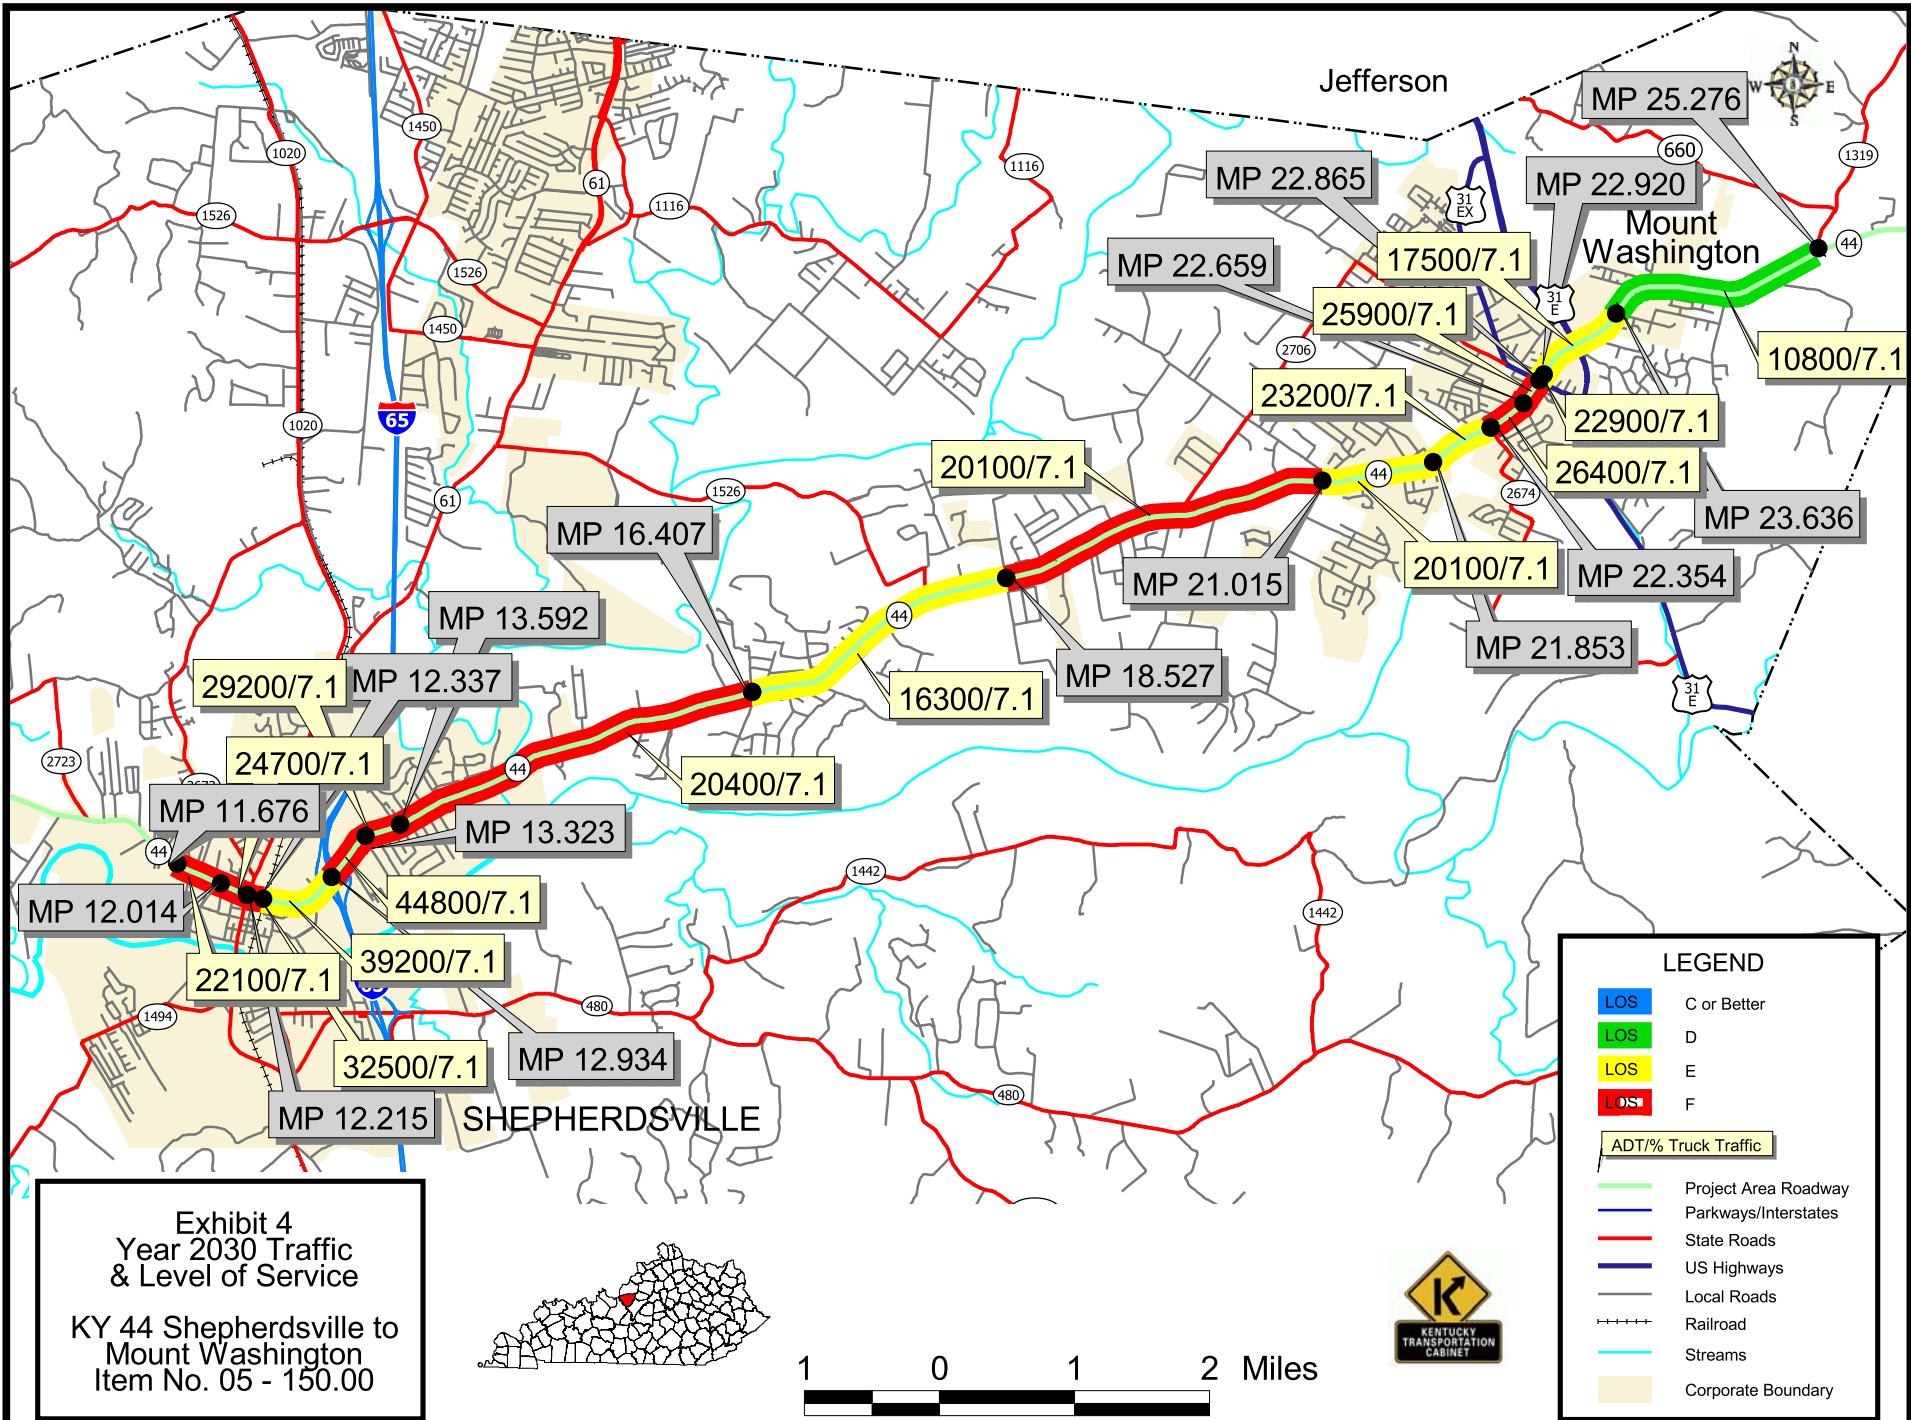 Jefferson
N
W
E
S
MP 25.276
1450
1020
660
1319
61
1116
1116
MP 22.865
31
EX
MP 22.920
1526
Mount
Washington
44
17500/7.1
MP 22.659
1526
31
E
25900/7.1
1450
2706
10800/7.1
65
23200/7.1
22900/7.1
1020
20100/7.1
44
26400/7.1
61
1526
2674
MP 23.636
MP 16.407
20100/7.1
MP 22.354
MP 21.015
44
MP 13.592
MP 21.853
29200/7.1
MP 12.337
MP 18.527
16300/7.1
31
E
24700/7.1
2723
44
20400/7.1
MP 11.676
MP 13.323
44
1442
44800/7.1
MP 12.014
1442
39200/7.1
22100/7.1
1494
480
32500/7.1
MP 12.934
480
MP 12.215
SHEPHERDSVILLE
LEGEND
LOS C or Better
LOS D
LOS E
LOS F
ADT/% Truck Traffic
Project Area Roadway
Parkways/Interstates
State Roads
US Highways
Local Roads
Railroad
Streams
Corporate Boundary
Exhibit 4
Year 2030 Traffic
& Level of Service
KY 44 Shepherdsville to
Mount Washington
Item No. 05 - 150.00
1 0 1 2 Miles
K
KENTUCKY
TRANSPORTATION
CABINET